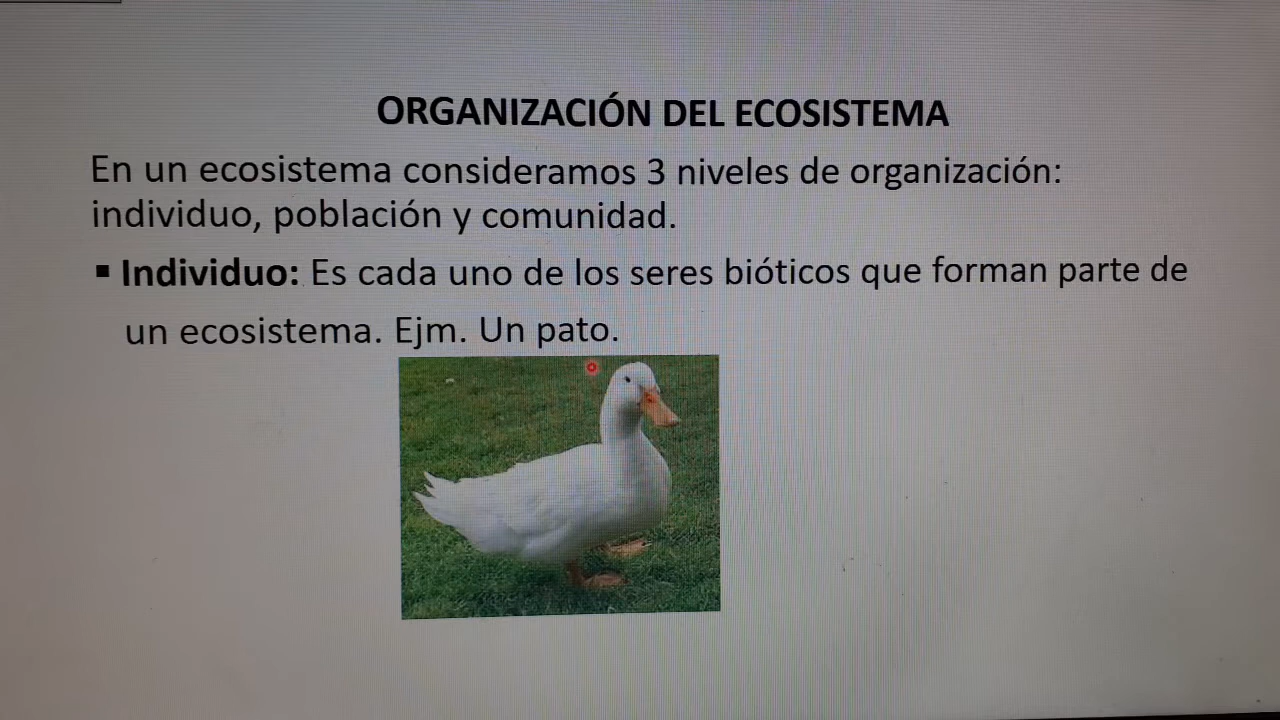 ORGANIZACIÓN DEL ECOSISTEMA
En un ecosistema consideramos 3 niveles de organización:
individuo, población y comunidad.
▪ Individuo: Es cada uno de los seres bióticos que forman parte de
un ecosistema. Ejm. Un pato.